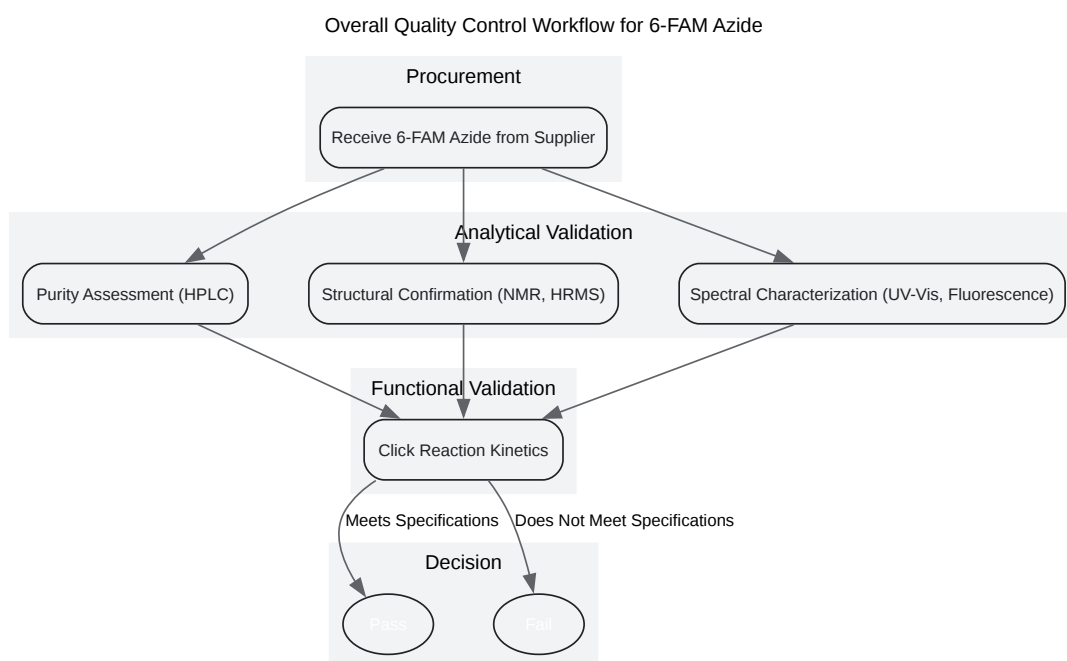 Overall Quality Control Workflow for 6-FAM Azide
Procurement
Receive 6-FAM Azide from Supplier
Analytical Validation
Purity Assessment (HPLC)
Structural Confirmation (NMR, HRMS)
Spectral Characterization (UV-Vis, Fluorescence)
Functional Validation
Click Reaction Kinetics
Meets Specifications
Does Not Meet Specifications
Decision
Pass
Fail